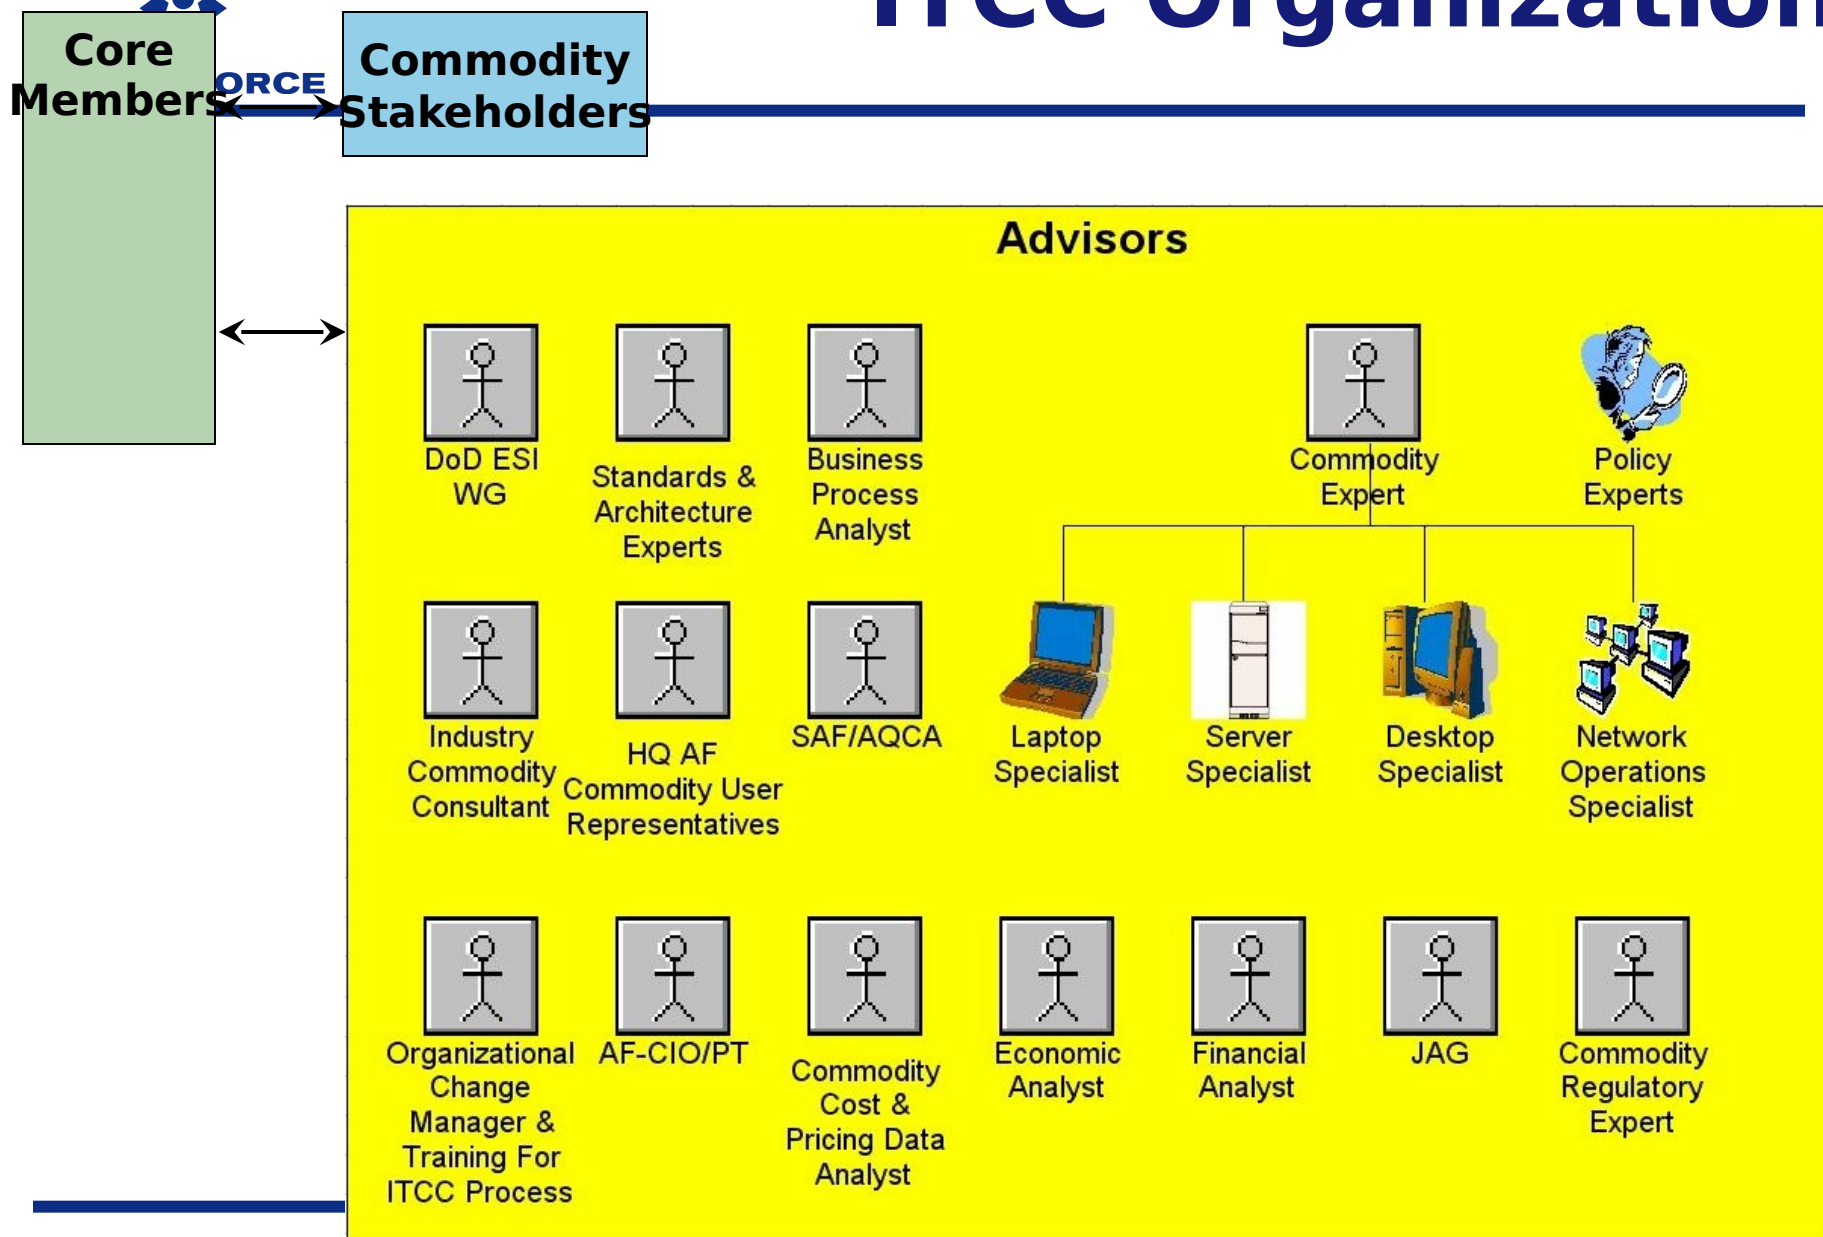 ITCC Organization
Core
Members
ORCE
Commodity
Stakeholders
Advisors
DoD ESI
WG
Standards &
Architecture
Experts
Business
Process
Analyst
Commodity
Expert
Policy
Experts
Industry
Commodity
Consultant
HQ AF
Commodity User
Representatives
SAF/AQCA
Laptop
Specialist
Server
Specialist
Desktop
Specialist
Network
Operations
Specialist
Organizational
Change
Manager &
Training For
ITCC Process
AF-CIO/PT
Commodity
Cost &
Pricing Data
Analyst
Economic
Analyst
Financial
Analyst
JAG
Commodity
Regulatory
Expert